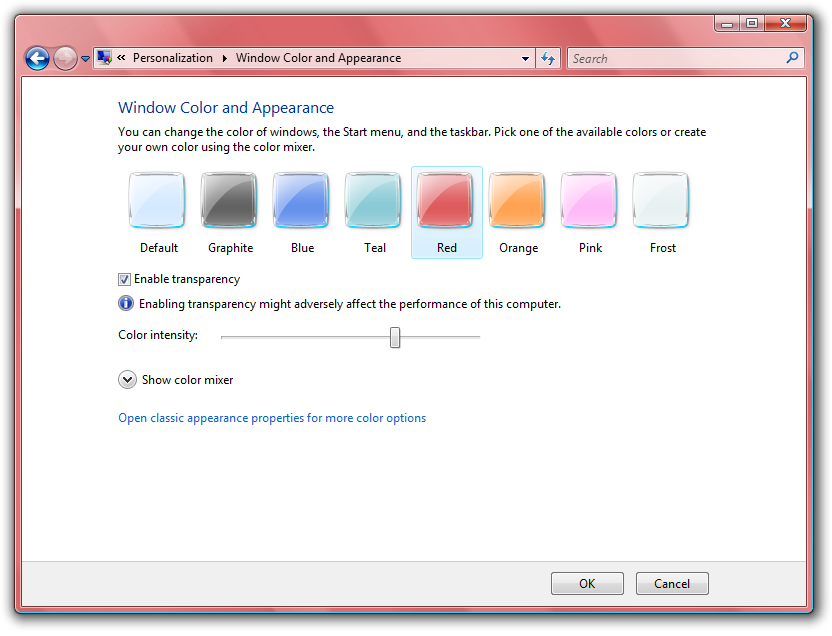 « Personalization ▸ Window Color and Appearance
Search
Window Color and Appearance
You can change the color of windows, the Start menu, and the taskbar. Pick one of the available colors or create
your own color using the color mixer.
Default Graphite Blue Teal Red Orange Pink Frost
Enable transparency
Enabling transparency might adversely affect the performance of this computer.
Color intensity:
Show color mixer
Open classic appearance properties for more color options
OK Cancel